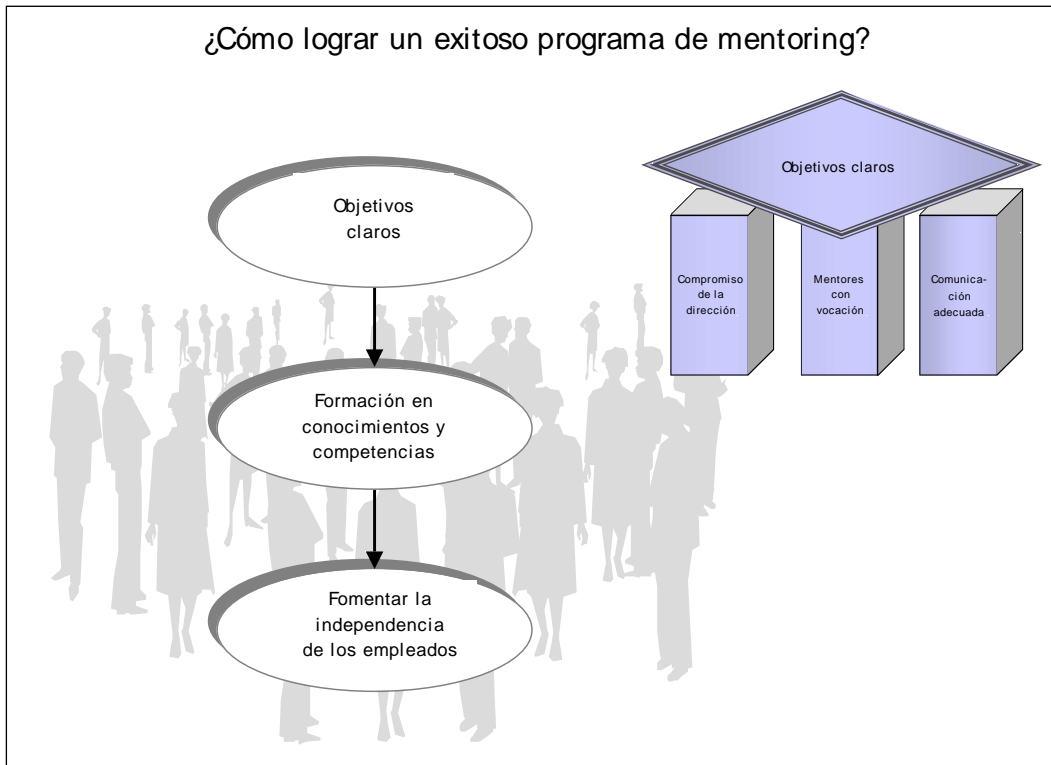 ¿Cómo lograr un exitoso programa de mentoring?
Objetivos
claros
Formación en
conocimientos y
competencias
Fomentar la
independencia
de los empleados
Objetivos claros
Compromiso
de la
dirección
Mentores
con
vocación
Comunica-
ción
adecuada